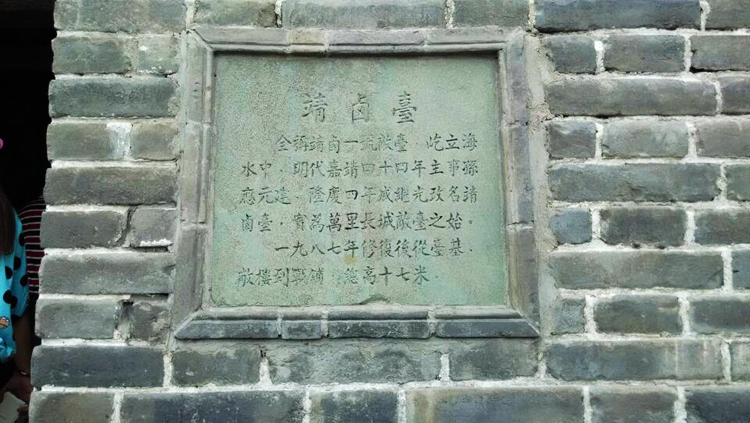 靖卤臺
全稱靖卤一號敵臺．屹立海
水中．明代嘉靖四十四年主事孫
應元建．隆慶四年戚繼光改名靖
卤臺．實為萬里長城敵臺之始．
一九八七年修復後從臺基．
敵樓到戰鋪．總高十七米．